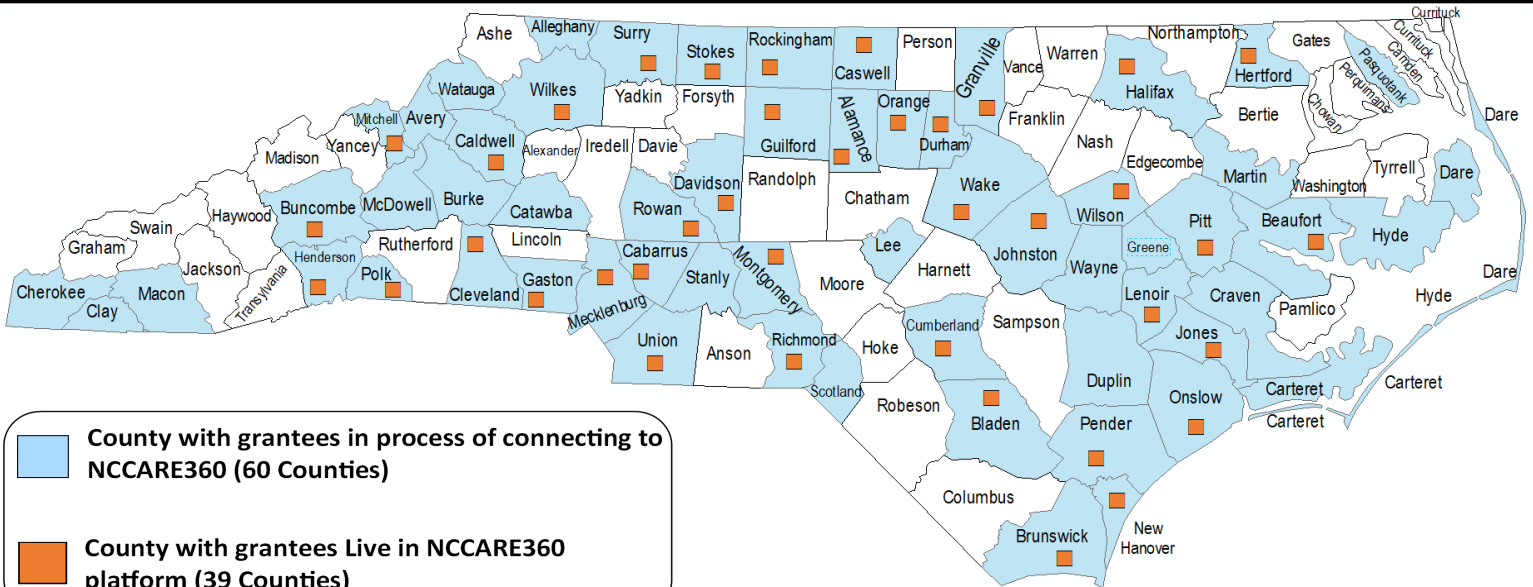 Currituck
Ashe
Alleghany
Surry
Stokes
Rockingham
Caswell
Person
Granville
Vance
Warren
Northampton
Hertford
Gates
Currituck
Camden
Pasquotank
Perquimans
Chowan
Watauga
Wilkes
Yadkin
Forsyth
Guilford
Alamance
Orange
Durham
Franklin
Halifax
Bertie
Dare
Mitchell
Avery
Caldwell
Alexander
Iredell
Davie
Nash
Edgecombe
Madison
Yancey
Davidson
Randolph
Chatham
Wake
Martin
Washington
Tyrrell
Dare
Haywood
Buncombe
McDowell
Burke
Catawba
Rowan
Wilson
Pitt
Beaufort
Hyde
Swain
Graham
Rutherford
Lincoln
Cabarrus
Lee
Johnston
Greene
Jackson
Henderson
Polk
Stanly
Montgomery
Moore
Harnett
Wayne
Dare
Cherokee
Clay
Macon
Transylvania
Cleveland
Gaston
Mecklenburg
Lenoir
Craven
Pamlico
Hyde
Union
Anson
Richmond
Hoke
Cumberland
Sampson
Jones
Scotland
Robeson
Duplin
Onslow
Carteret
Carteret
Carteret
Bladen
Pender
Columbus
Brunswick
New
Hanover
County with grantees in process of connecting to
NCCARE360 (60 Counties)
County with grantees Live in NCCARE360
platform (39 Counties)